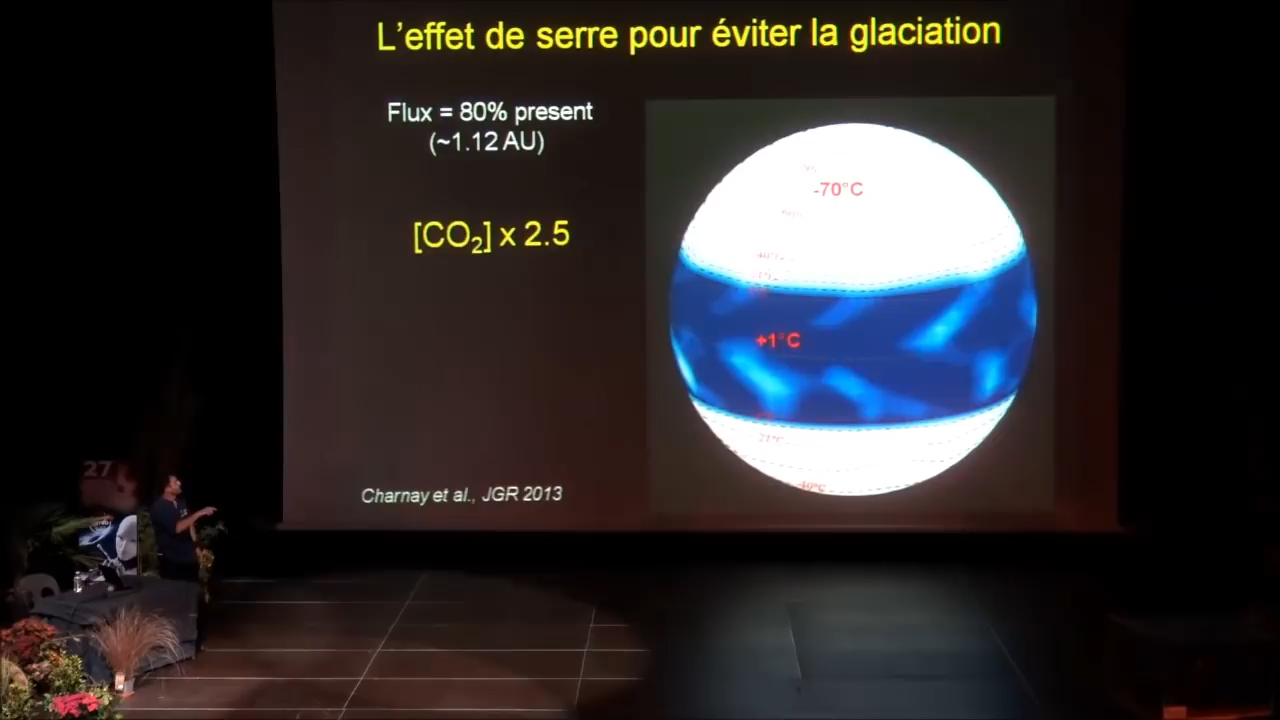 L'effet de serre pour éviter la glaciation
Flux = 80% present
(~1.12 AU)
[CO₂] x 2.5
-70°C
+1°C
Charnay et al., JGR 2013
27